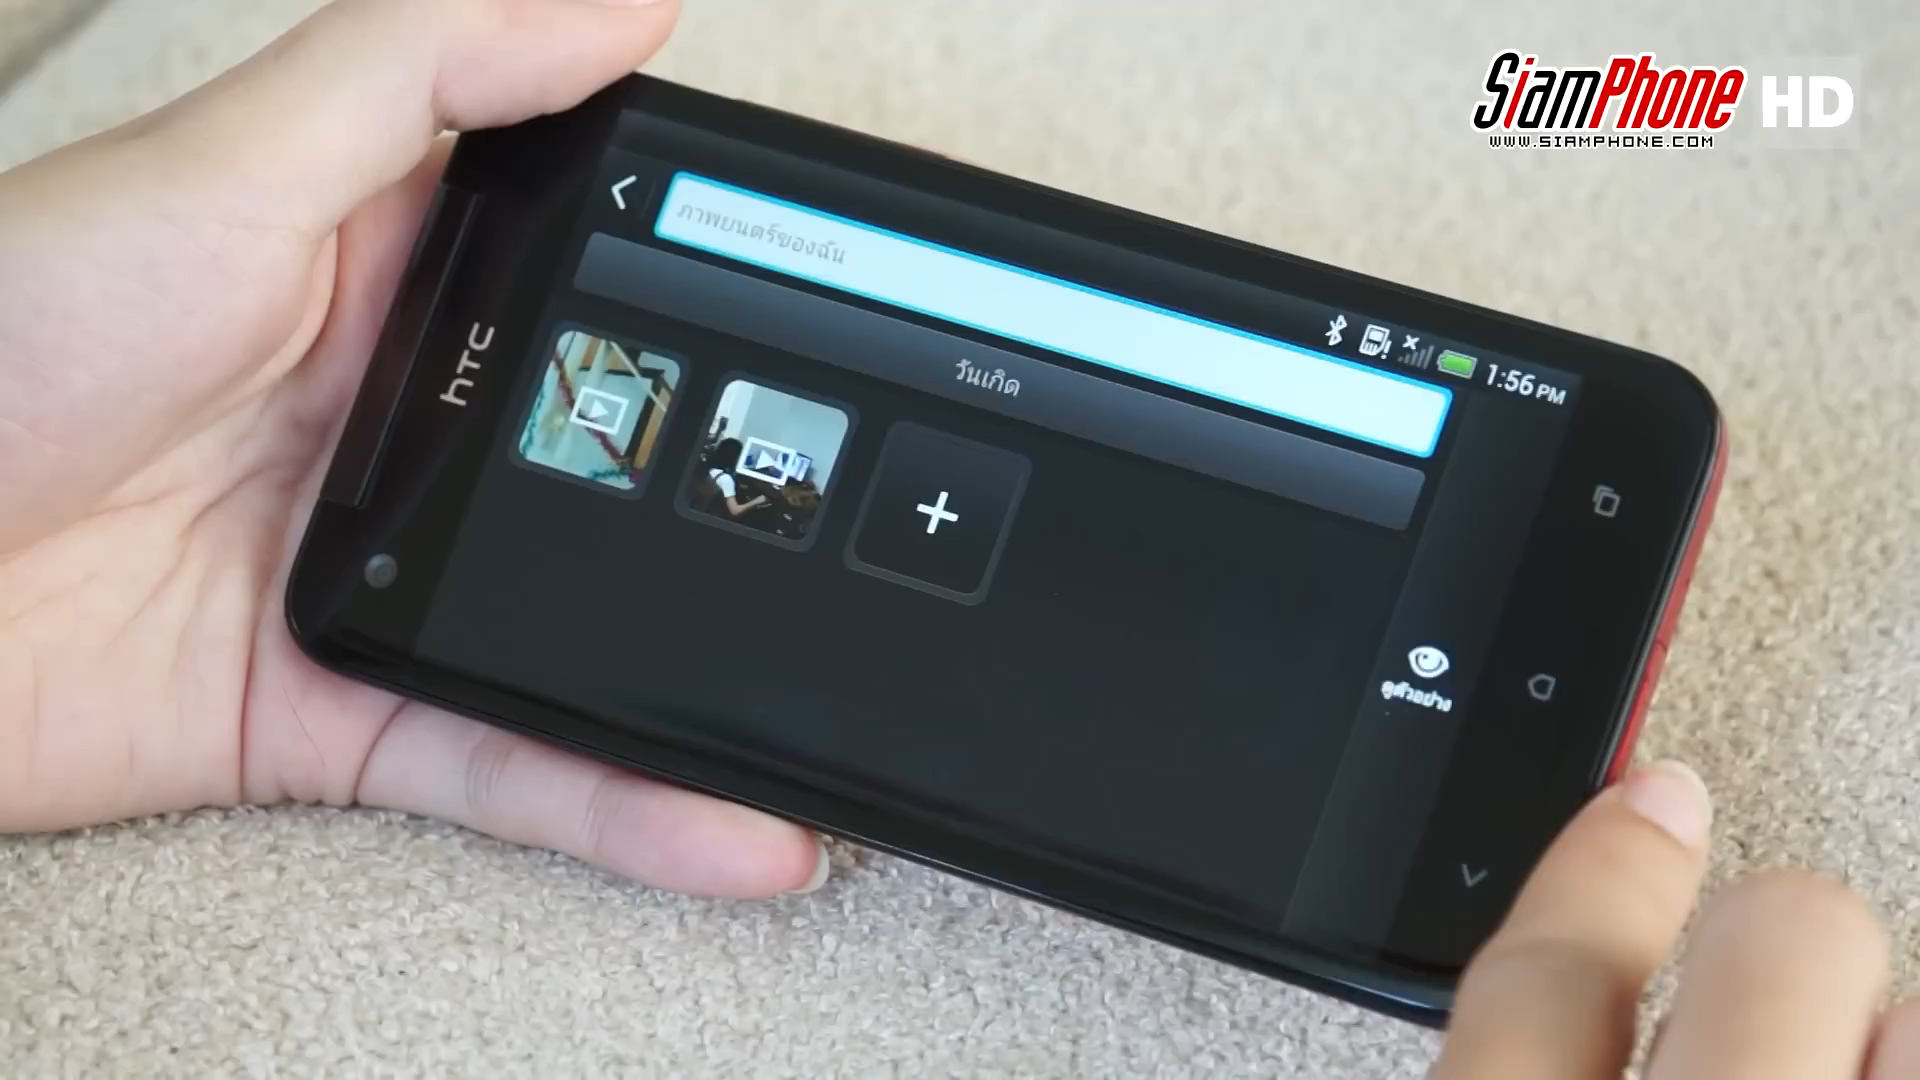 SiamPhone HD
WWW.SIAMPHONE.COM
ภาพยนตร์ของฉัน
1:56 PM
วันเกิด
hTC
ดูตัวอย่าง